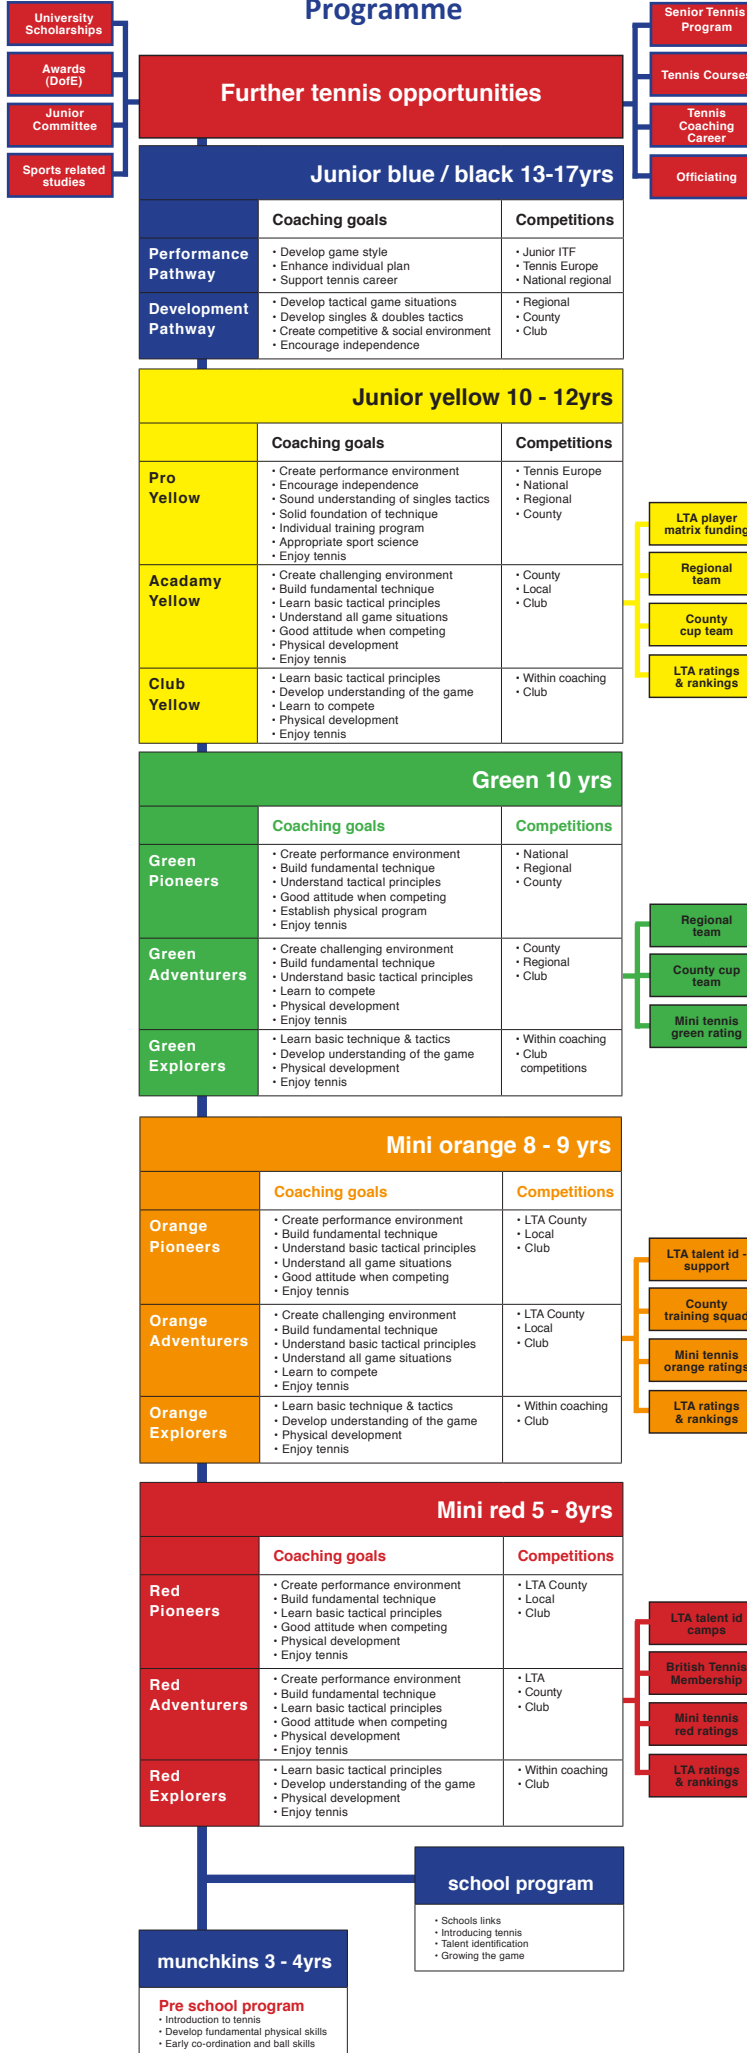 Programme
University
Scholarships
Awards
(DofE)
Junior
Committee
Sports related
studies
Senior Tennis
Program
Tennis Courses
Tennis
Coaching
Career
Officiating
Further tennis opportunities
Junior blue / black 13-17yrs
Coaching goals
Competitions
Performance
Pathway
• Develop game style
• Enhance individual plan
• Support tennis career
• Junior ITF
• Tennis Europe
• National regional
Development
Pathway
• Develop tactical game situations
• Develop singles & doubles tactics
• Create competitive & social environment
• Encourage independence
• Regional
• County
• Club
Junior yellow 10 - 12yrs
Coaching goals
Competitions
Pro
Yellow
• Create performance environment
• Encourage independence
• Sound understanding of singles tactics
• Solid foundation of technique
• Individual training program
• Appropriate sport science
• Enjoy tennis
• Tennis Europe
• National
• Regional
• County
Acadamy
Yellow
• Create challenging environment
• Build fundamental technique
• Learn basic tactical principles
• Understand all game situations
• Good attitude when competing
• Physical development
• Enjoy tennis
• County
• Local
• Club
Club
Yellow
• Learn basic tactical principles
• Develop understanding of the game
• Learn to compete
• Physical development
• Enjoy tennis
• Within coaching
• Club
LTA player
matrix funding
Regional
team
County
cup team
LTA ratings
& rankings
Green 10 yrs
Coaching goals
Competitions
Green
Pioneers
• Create performance environment
• Build fundamental technique
• Understand tactical principles
• Good attitude when competing
• Establish physical program
• Enjoy tennis
• National
• Regional
• County
Green
Adventurers
• Create challenging environment
• Build fundamental technique
• Understand basic tactical principles
• Learn to compete
• Physical development
• Enjoy tennis
• County
• Regional
• Club
Green
Explorers
• Learn basic technique & tactics
• Develop understanding of the game
• Physical development
• Enjoy tennis
• Within coaching
• Club
competitions
Regional
team
County cup
team
Mini tennis
green rating
Mini orange 8 - 9 yrs
Coaching goals
Competitions
Orange
Pioneers
• Create performance environment
• Build fundamental technique
• Understand basic tactical principles
• Understand all game situations
• Good attitude when competing
• Enjoy tennis
• LTA County
• Local
• Club
Orange
Adventurers
• Create challenging environment
• Build fundamental technique
• Understand basic tactical principles
• Understand all game situations
• Learn to compete
• Enjoy tennis
• LTA County
• Local
• Club
Orange
Explorers
• Learn basic technique & tactics
• Develop understanding of the game
• Physical development
• Enjoy tennis
• Within coaching
• Club
LTA talent id -
support
County
training squad
Mini tennis
orange ratings
LTA ratings
& rankings
Mini red 5 - 8yrs
Coaching goals
Competitions
Red
Pioneers
• Create performance environment
• Build fundamental technique
• Learn basic tactical principles
• Good attitude when competing
• Physical development
• Enjoy tennis
• LTA County
• Local
• Club
Red
Adventurers
• Create performance environment
• Build fundamental technique
• Learn basic tactical principles
• Good attitude when competing
• Physical development
• Enjoy tennis
• LTA
• County
• Club
Red
Explorers
• Learn basic tactical principles
• Develop understanding of the game
• Physical development
• Enjoy tennis
• Within coaching
• Club
LTA talent id
camps
British Tennis
Membership
Mini tennis
red ratings
LTA ratings
& rankings
school program
• Schools links
• Introducing tennis
• Talent identification
• Growing the game
munchkins 3 - 4yrs
Pre school program
• Introduction to tennis
• Develop fundamental physical skills
• Early co-ordination and ball skills